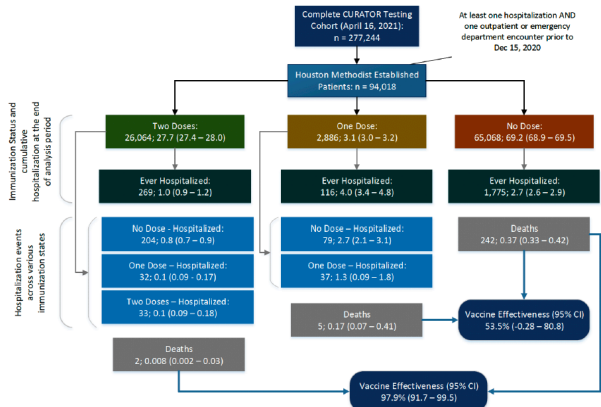 Complete CURATOR Testing
Cohort (April 16, 2021):
n = 277,244
At least one hospitalization AND
one outpatient or emergency
department encounter prior to
Dec 15, 2020
Houston Methodist Established
Patients: n = 94,018
Immunization Status and
cumulative
hospitalization at the end
of analysis period
Two Doses:
26,064; 27.7 (27.4 – 28.0)
One Dose:
2,886; 3.1 (3.0 – 3.2)
No Dose:
65,068; 69.2 (68.9 – 69.5)
Ever Hospitalized:
269; 1.0 (0.9 – 1.2)
Ever Hospitalized:
116; 4.0 (3.4 – 4.8)
Ever Hospitalized:
1,775; 2.7 (2.6 – 2.9)
Hospitalization events
across various
immunization states
No Dose - Hospitalized:
204; 0.8 (0.7 – 0.9)
One Dose – Hospitalized:
32; 0.1 (0.09 - 0.17)
Two Doses – Hospitalized:
33; 0.1 (0.09 – 0.18)
No Dose – Hospitalized:
79; 2.7 (2.1 – 3.1)
One Dose – Hospitalized:
37; 1.3 (0.09 – 1.8)
Deaths
242; 0.37 (0.33 – 0.42)
Deaths
5; 0.17 (0.07 – 0.41)
Vaccine Effectiveness (95% CI)
53.5% (-0.28 – 80.8)
Deaths
2; 0.008 (0.002 – 0.03)
Vaccine Effectiveness (95% CI)
97.9% (91.7 – 99.5)